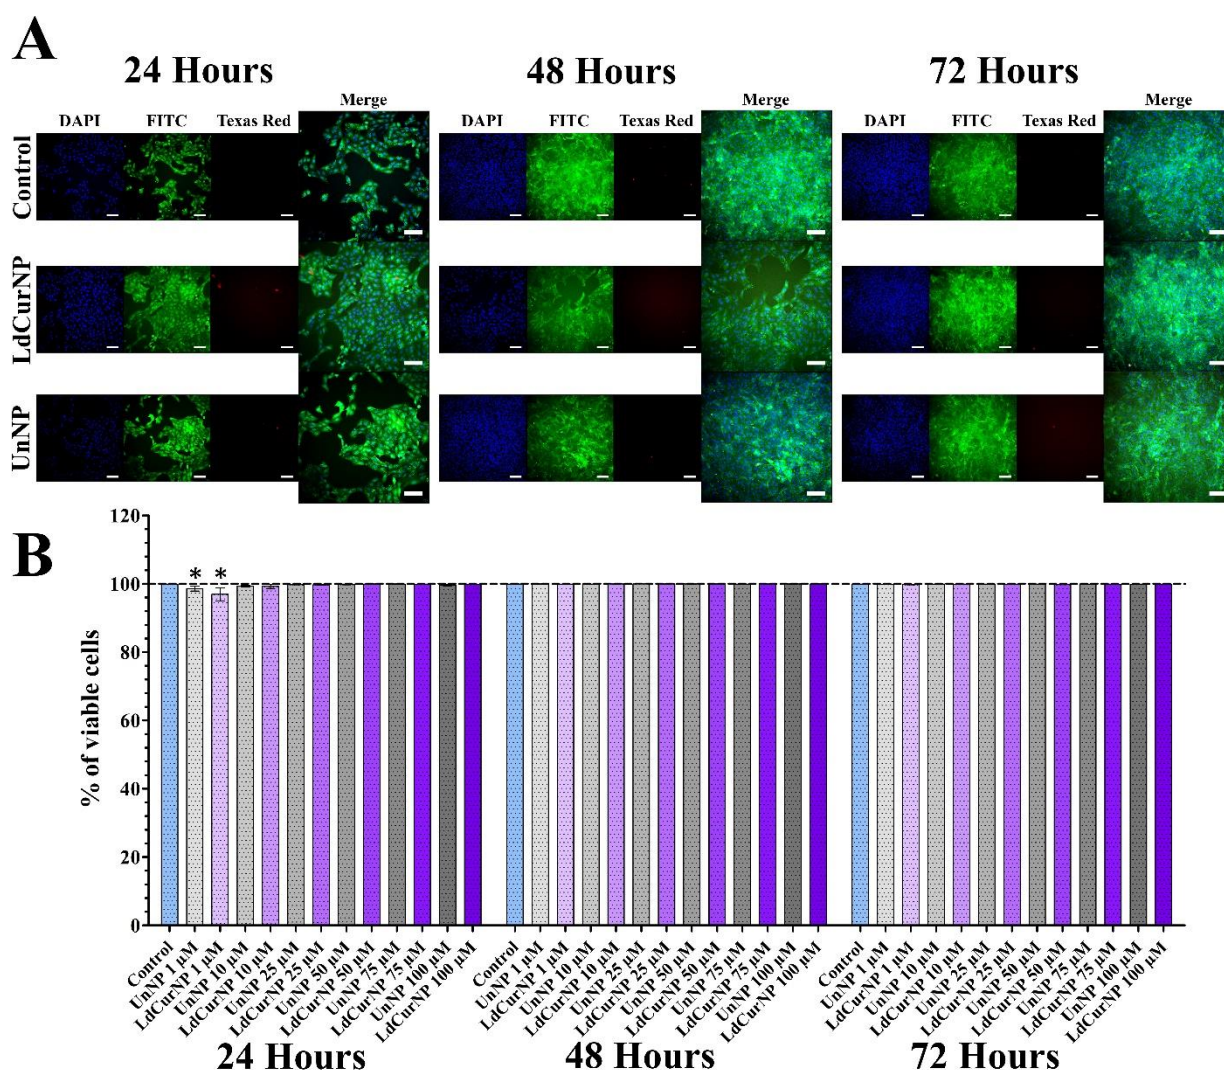 A
24 Hours
48 Hours
72 Hours
DAPI FITC Texas Red Merge
DAPI FITC Texas Red Merge
DAPI FITC Texas Red Merge
Control
LdCurNP
UnNP
B
% of viable cells
120
100
80
60
40
20
0
* *
Control
UnNP 1 µM
LdCurNP 1 µM
UnNP 10 µM
LdCurNP 10 µM
UnNP 25 µM
LdCurNP 25 µM
UnNP 50 µM
LdCurNP 50 µM
UnNP 75 µM
LdCurNP 75 µM
UnNP 100 µM
LdCurNP 100 µM
24 Hours
Control
UnNP 1 µM
LdCurNP 1 µM
UnNP 10 µM
LdCurNP 10 µM
UnNP 25 µM
LdCurNP 25 µM
UnNP 50 µM
LdCurNP 50 µM
UnNP 75 µM
LdCurNP 75 µM
UnNP 100 µM
LdCurNP 100 µM
48 Hours
Control
UnNP 1 µM
LdCurNP 1 µM
UnNP 10 µM
LdCurNP 10 µM
UnNP 25 µM
LdCurNP 25 µM
UnNP 50 µM
LdCurNP 50 µM
UnNP 75 µM
LdCurNP 75 µM
UnNP 100 µM
LdCurNP 100 µM
72 Hours